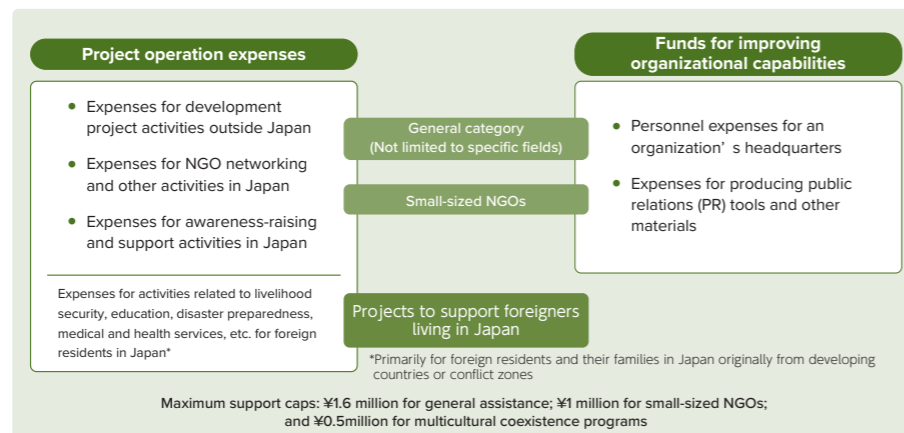 Project operation expenses
• Expenses for development
project activities outside Japan
• Expenses for NGO networking
and other activities in Japan
• Expenses for awareness-raising
and support activities in Japan
Expenses for activities related to livelihood
security, education, disaster preparedness,
medical and health services, etc. for foreign
residents in Japan*
General category
(Not limited to specific fields)
Small-sized NGOs
Projects to support foreigners
living in Japan
Funds for improving
organizational capabilities
• Personnel expenses for an
organization’ s headquarters
• Expenses for producing public
relations (PR) tools and other
materials
*Primarily for foreign residents and their families in Japan originally from developing
countries or conflict zones
Maximum support caps: ¥1.6 million for general assistance; ¥1 million for small-sized NGOs;
and ¥0.5million for multicultural coexistence programs